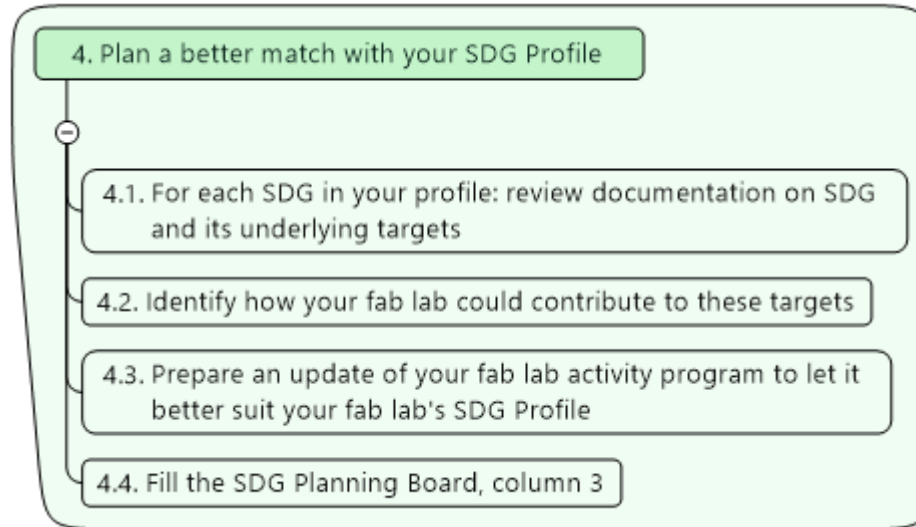 4. Plan a better match with your SDG Profile
4.1. For each SDG in your profile: review documentation on SDG
and its underlying targets
4.2. Identify how your fab lab could contribute to these targets
4.3. Prepare an update of your fab lab activity program to let it
better suit your fab lab's SDG Profile
4.4. Fill the SDG Planning Board, column 3